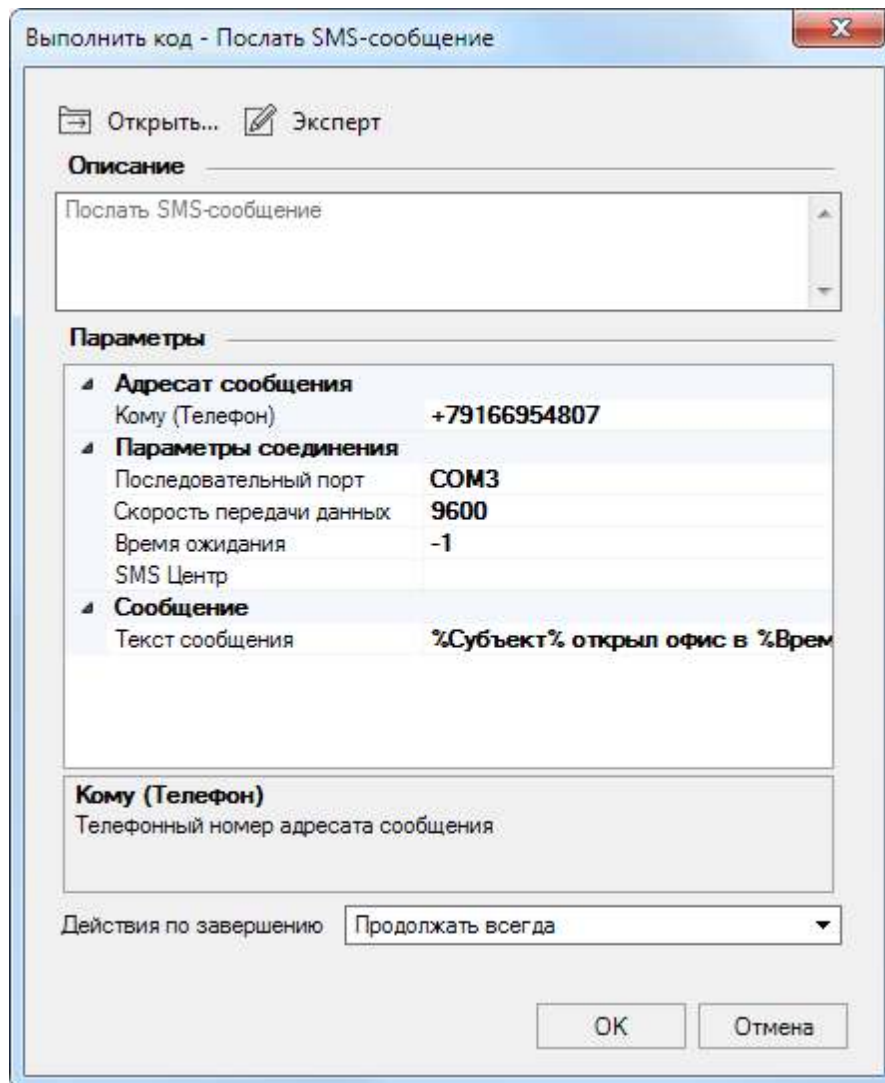 Выполнить код - Послать SMS-сообщение
Открыть... Эксперт
Описание
Послать SMS-сообщение
Параметры
Адресат сообщения
Кому (Телефон) +79166954807
Параметры соединения
Последовательный порт COM3
Скорость передачи данных 9600
Время ожидания -1
SMS Центр
Сообщение
Текст сообщения %Субъект% открыл офис в %Врем
Кому (Телефон)
Телефонный номер адресата сообщения
Действия по завершению Продолжать всегда
OK Отмена